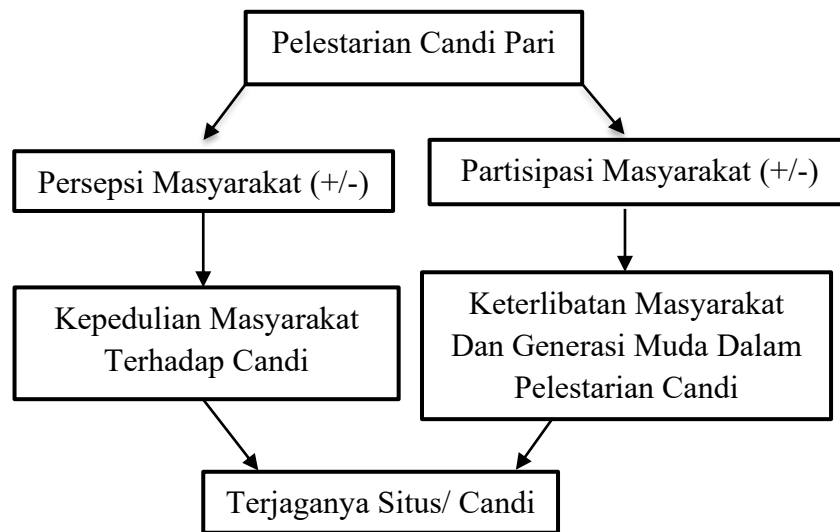 Pelestarian Candi Pari
Persepsi Masyarakat (+/-)
Partisipasi Masyarakat (+/-)
Kepedulian Masyarakat
Terhadap Candi
Keterlibatan Masyarakat
Dan Generasi Muda Dalam
Pelestarian Candi
Terjaganya Situs/ Candi